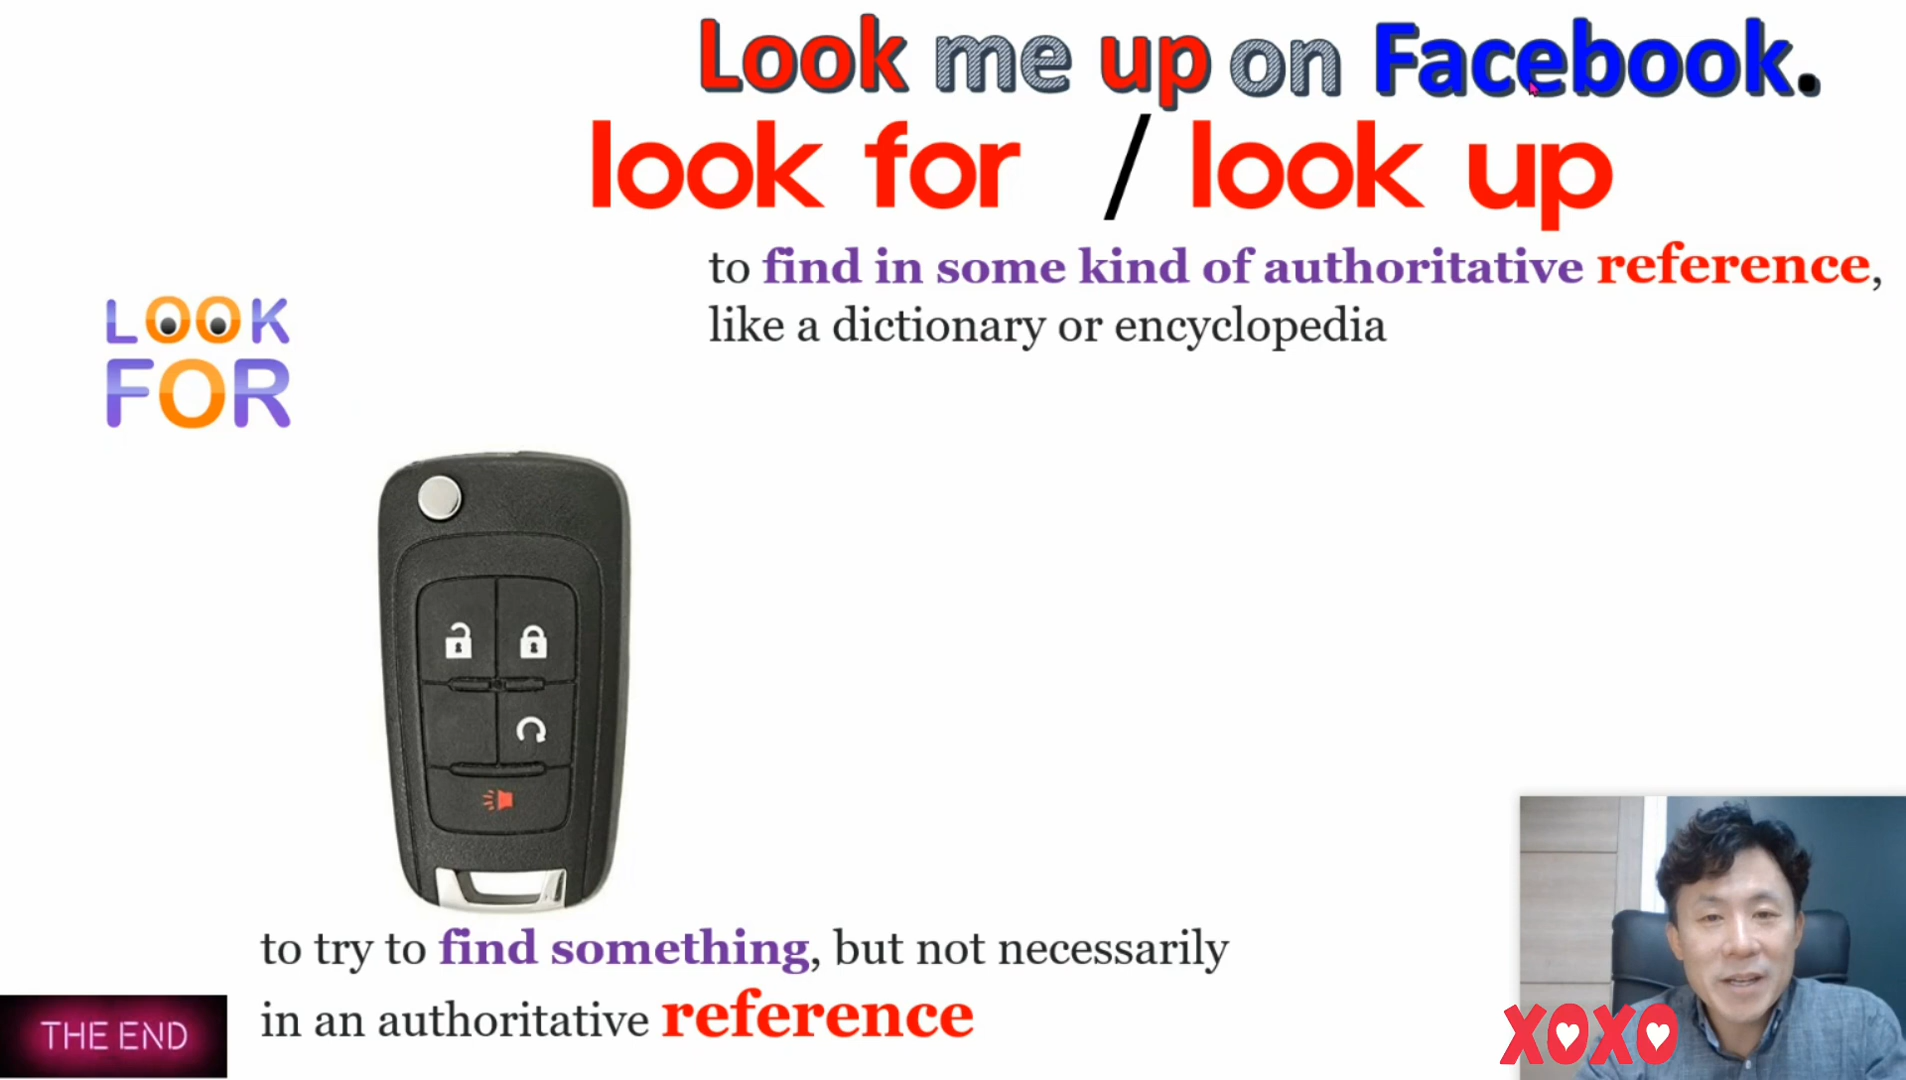 Look me up on Facebook.
look for / look up
to find in some kind of authoritative reference,
like a dictionary or encyclopedia
LOOK
FOR
to try to find something, but not necessarily
in an authoritative reference
THE END
XOXO